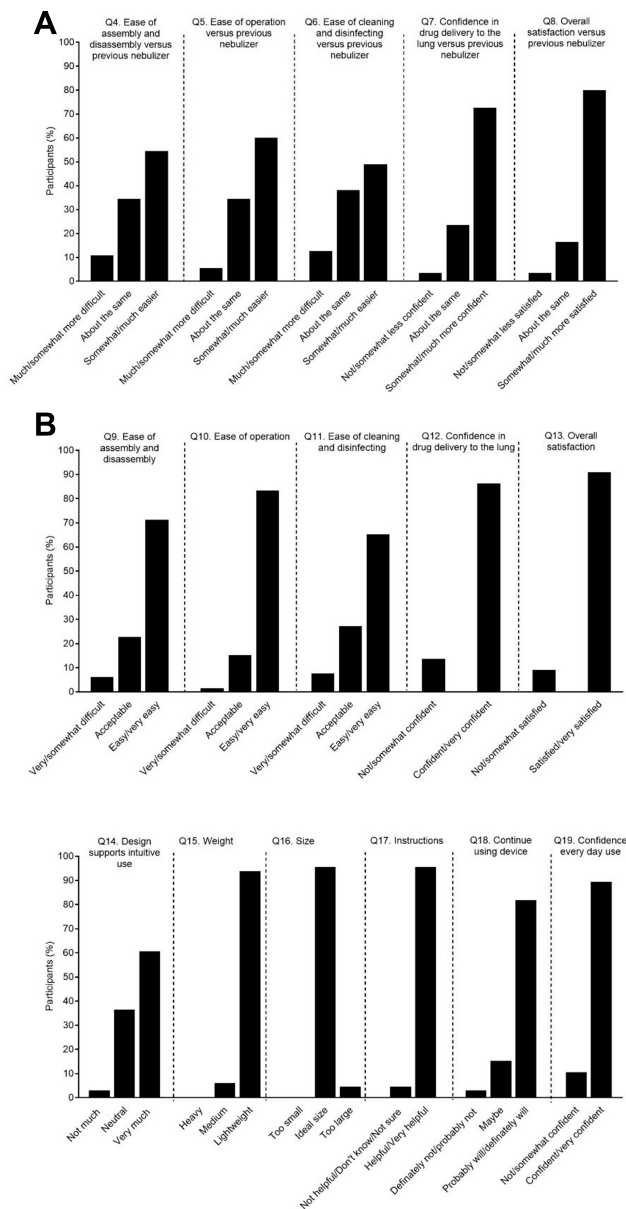 A
Q4. Ease of
assembly and
disassembly versus
previous nebulizer
Q5. Ease of operation
versus previous
nebulizer
Q6. Ease of cleaning
and disinfecting
versus previous
nebulizer
Q7. Confidence in
drug delivery to
the lung versus previous
nebulizer
Q8. Overall
satisfaction versus
previous nebulizer
Participants (%)
100
90
80
70
60
50
40
30
20
10
0
Much/somewhat more difficult
About the same
Somewhat/much easier
Much/somewhat more difficult
About the same
Somewhat/much easier
Much/somewhat more difficult
About the same
Somewhat/much easier
Not/somewhat less confident
About the same
Somewhat/much more confident
Not/somewhat less satisfied
About the same
Somewhat/much more satisfied
B
Q9. Ease of
assembly and
disassembly
Q10. Ease of operation
Q11. Ease of cleaning
and disinfecting
Q12. Confidence in
drug delivery to the lung
Q13. Overall
satisfaction
Participants (%)
100
90
80
70
60
50
40
30
20
10
0
Very/somewhat difficult
Acceptable
Easy/very easy
Very/somewhat difficult
Acceptable
Easy/very easy
Very/somewhat difficult
Acceptable
Easy/very easy
Not/somewhat confident
Confident/very confident
Not/somewhat satisfied
Satisfied/very satisfied
Q14. Design
supports intuitive
use
Q15. Weight
Q16. Size
Q17. Instructions
Q18. Continue
using device
Q19. Confidence
every day use
Participants (%)
100
90
80
70
60
50
40
30
20
10
0
Not much
Neutral
Very much
Heavy
Medium
Lightweight
Too small
Ideal size
Too large
Not helpful/Don't know/Not sure
Helpful/Very helpful
Definately not/probably not
Maybe
Probably will/definately will
Not/somewhat confident
Confident/very confident